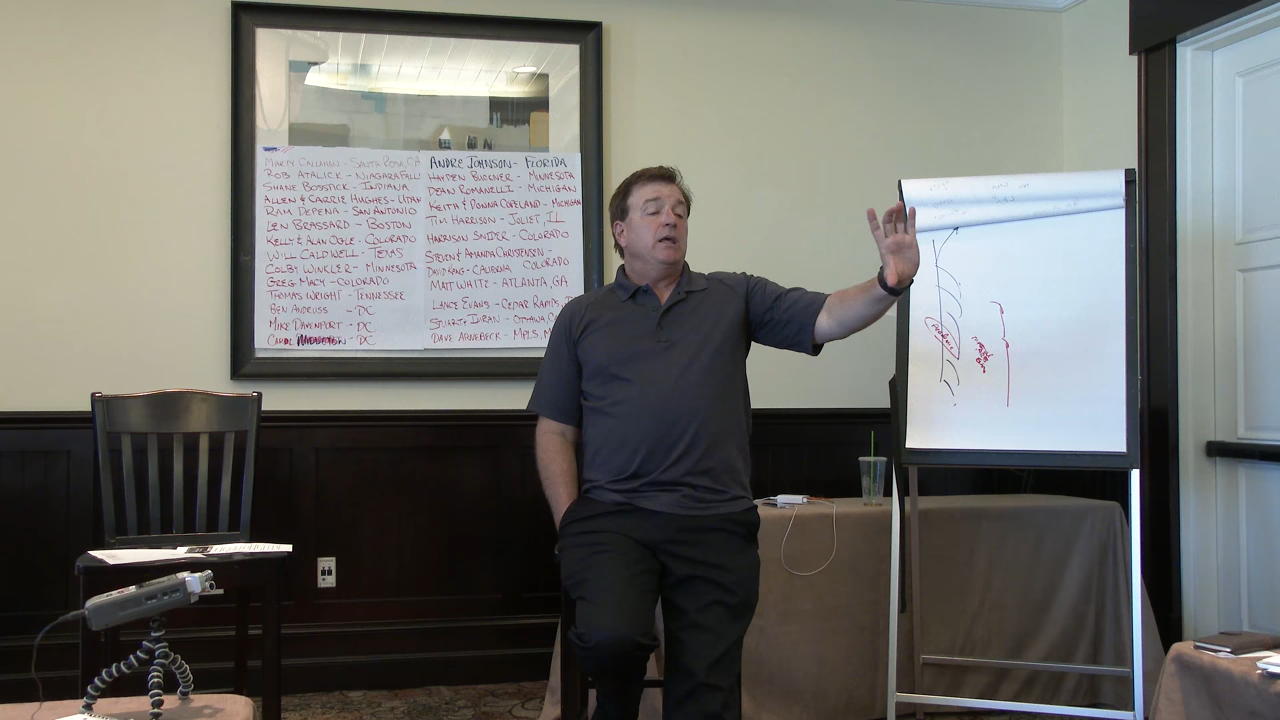 MARTY CALLAHAN - SANTA ROSA, CA
ROB ATALICK - NIAGARA FALLS
SHANE BOSSTICK - INDIANA
ALLEN & CARRIE HUGHES - UTAH
RAM DEPENA - SAN ANTONIO
LEN BRASSARD - BOSTON
KELLY & ALAN OGLE - COLORADO
WILL CALDWELL - TEXAS
COLBY WINKLER - MINNESOTA
GREG MACY - COLORADO
THOMAS WRIGHT - TENNESSEE
BEN ANDRUSS - DC
MIKE DAVENPORT - DC
CAROL - DC
ANDRE JOHNSON - FLORIDA
HAYDEN BUCKNER - MINNESOTA
DEAN ROMANELLI - MICHIGAN
KEITH & DONNA COPELAND - MICHIGAN
TIM HARRISON - JOLIET, IL
HARRISON SNIDER - COLORADO
STEVEN & AMANDA CHRISTENSEN -
COLORADO
DAVID KANG - CALIFORNIA
MATT WHITE - ATLANTA, GA
LANCE EVANS - CEDAR RAPIDS, I
STUART DURAN - OTTAWA, CA
DAVE ARNEBECK - MPLS, M